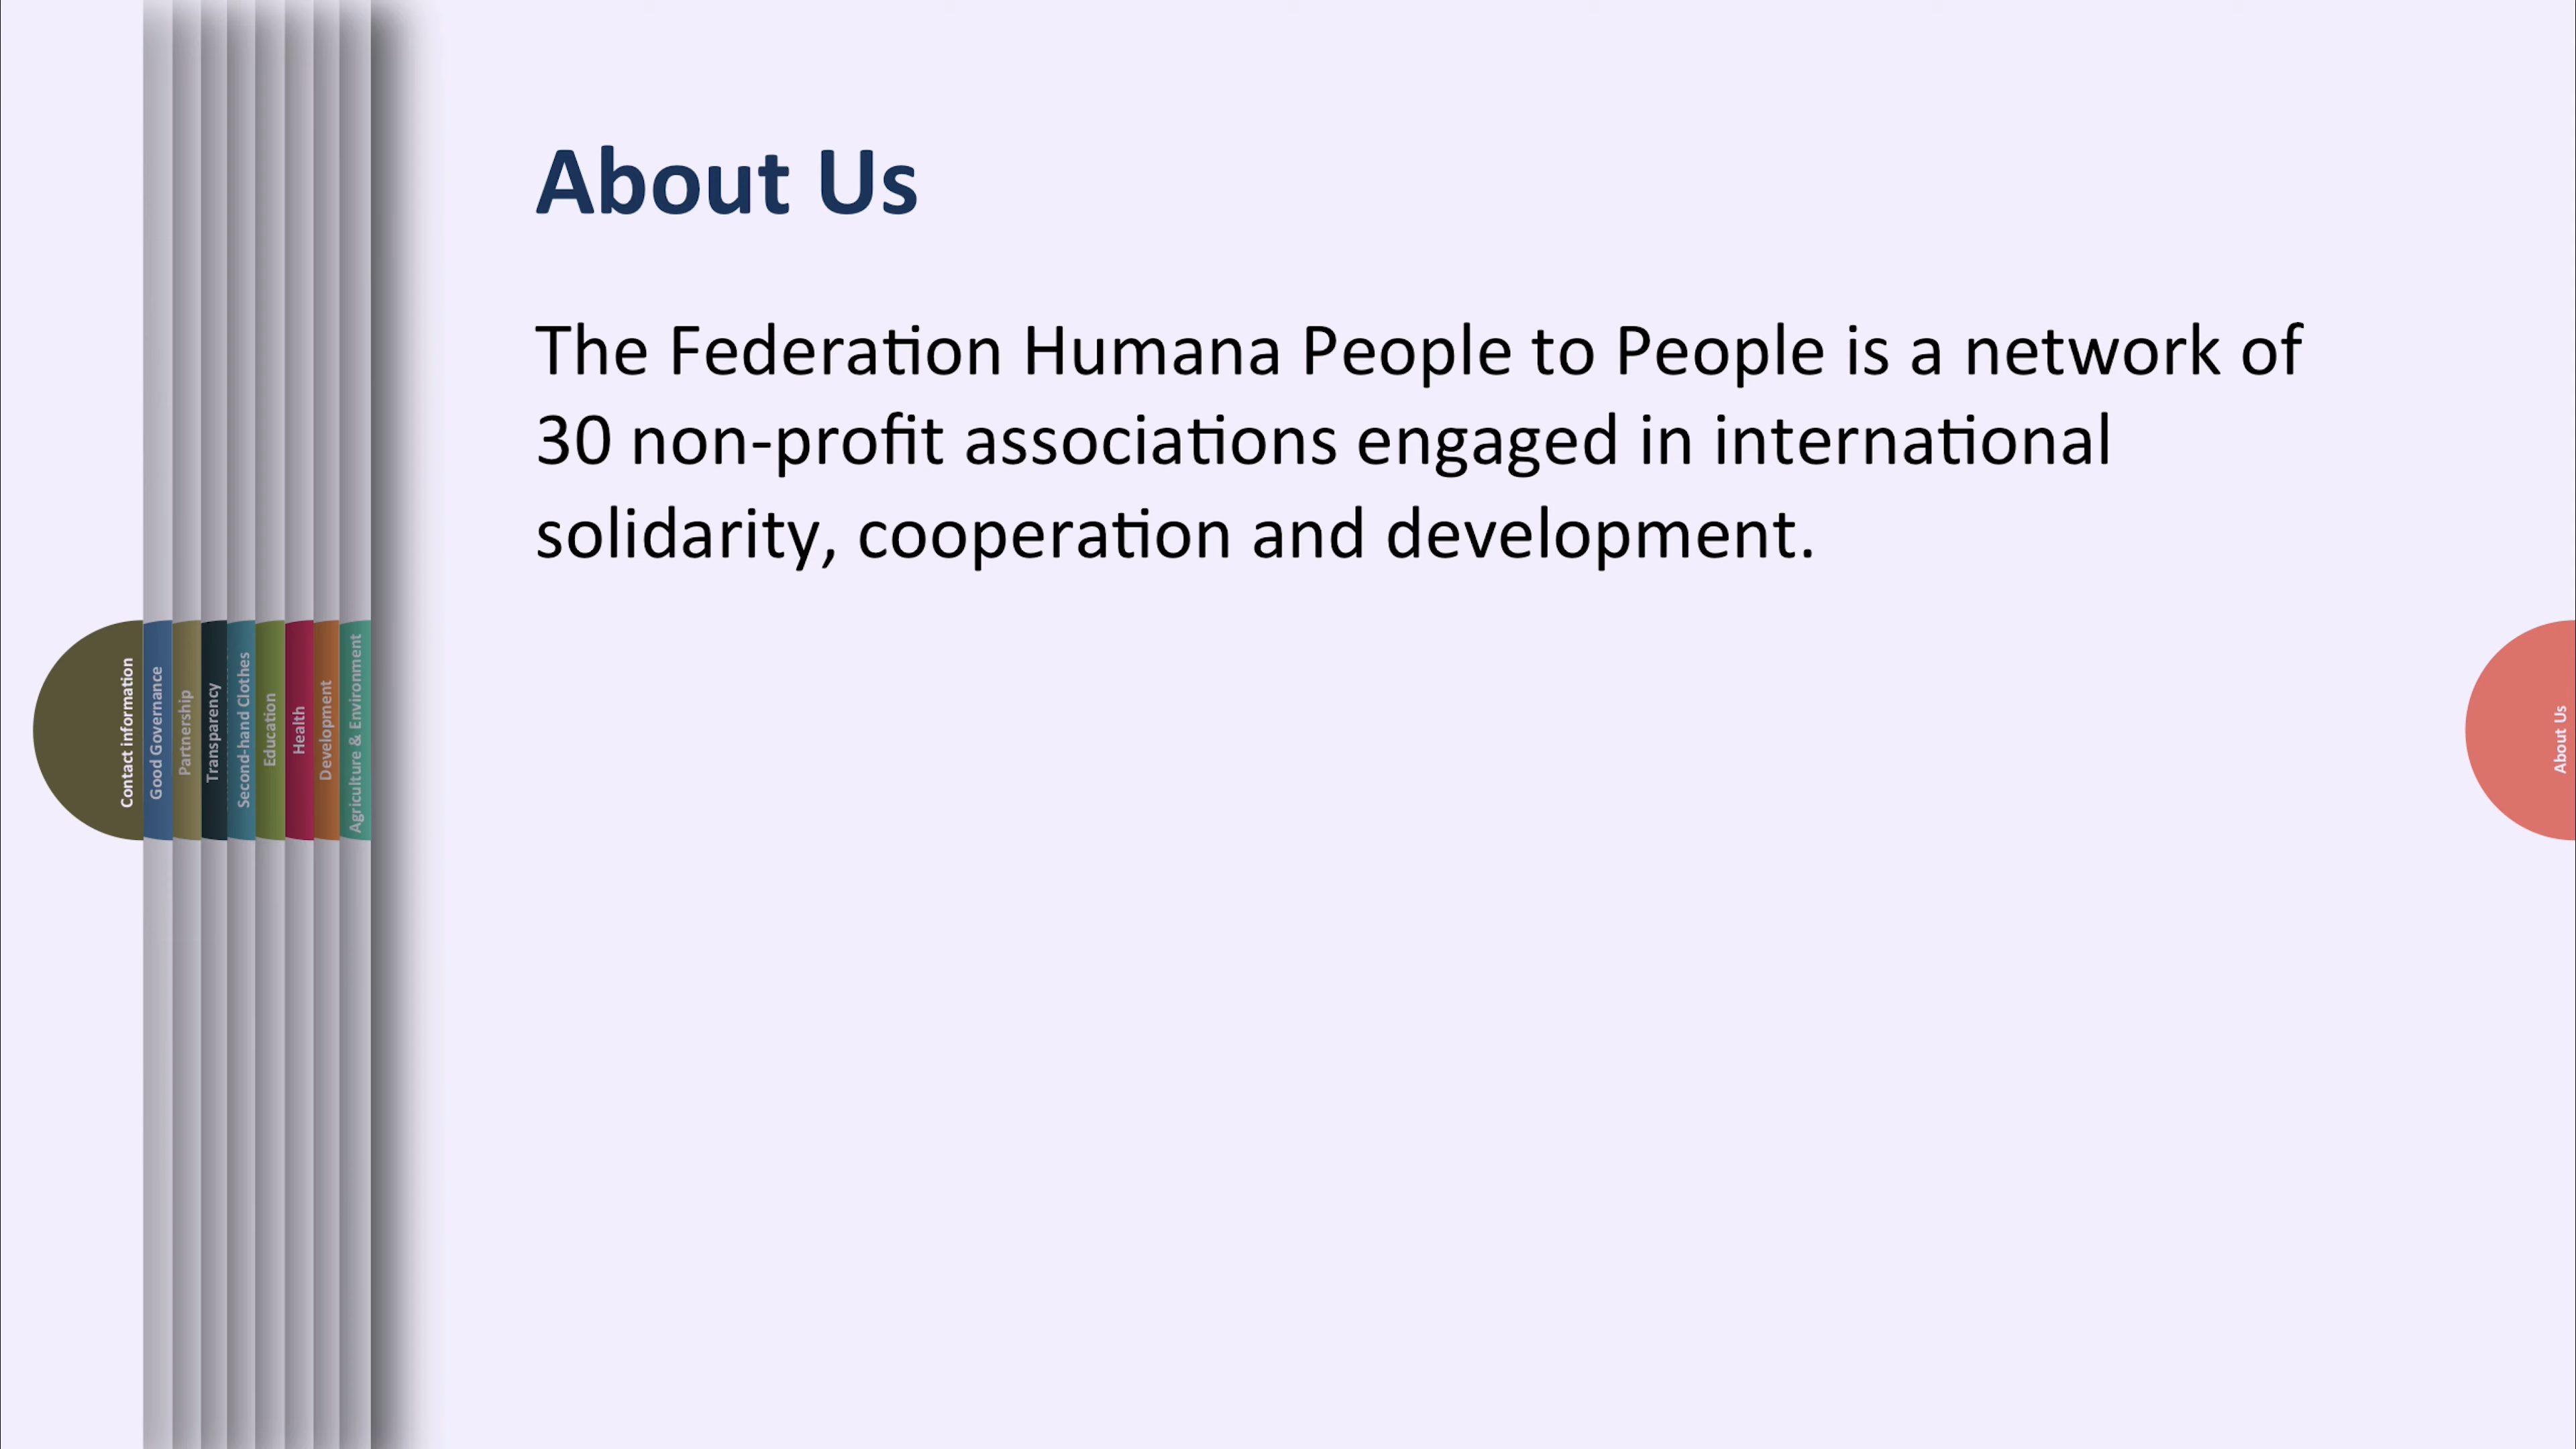 About Us
The Federation Humana People to People is a network of
30 non-profit associations engaged in international
solidarity, cooperation and development.
Contact information
Good Governance
Partnership
Transparency
Second-hand Clothes
Education
Health
Development
Agriculture & Environment
About Us